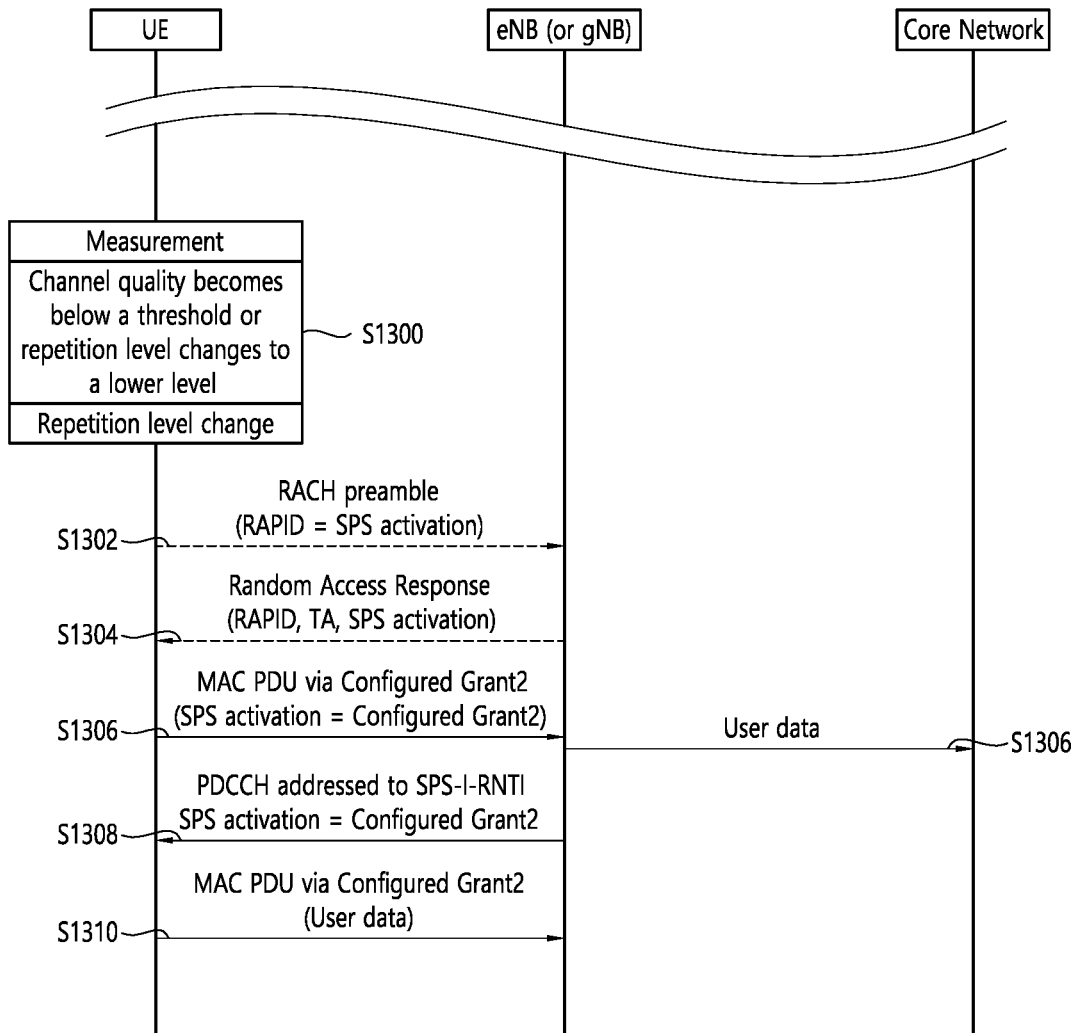 UE
eNB (or gNB)
Core Network
Measurement
Channel quality becomes
below a threshold or
repetition level changes to
a lower level
Repetition level change
S1300
RACH preamble
(RAPID = SPS activation)
S1302
Random Access Response
(RAPID, TA, SPS activation)
S1304
MAC PDU via Configured Grant2
(SPS activation = Configured Grant2)
S1306
User data
S1306
PDCCH addressed to SPS-I-RNTI
SPS activation = Configured Grant2
S1308
MAC PDU via Configured Grant2
(User data)
S1310